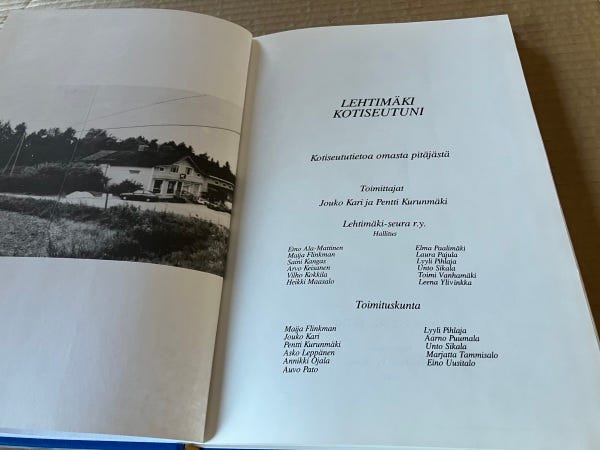 LEHTIMÄKI
KOTISEUTUNI
Kotiseututietoa omasta pitäjästä
Toimittajat
Jouko Kari ja Pentti Kurunmäki
Lehtimäki-seura r.y.
Hallitus
Eino Ala-Mattinen
Maija Flinkman
Saini Kangas
Arvo Keisanen
Vilho Kokkila
Heikki Maasalo
Elma Paalimäki
Laura Pajula
Lyyli Pihlaja
Unto Sikala
Toimi Vanhamäki
Leena Ylivinkka
Toimituskunta
Maija Flinkman
Jouko Kari
Pentti Kurunmäki
Asko Leppänen
Annikki Ojala
Auvo Pato
Lyyli Pihlaja
Aarno Puumala
Unto Sikala
Marjatta Tammisalo
Eino Uusitalo